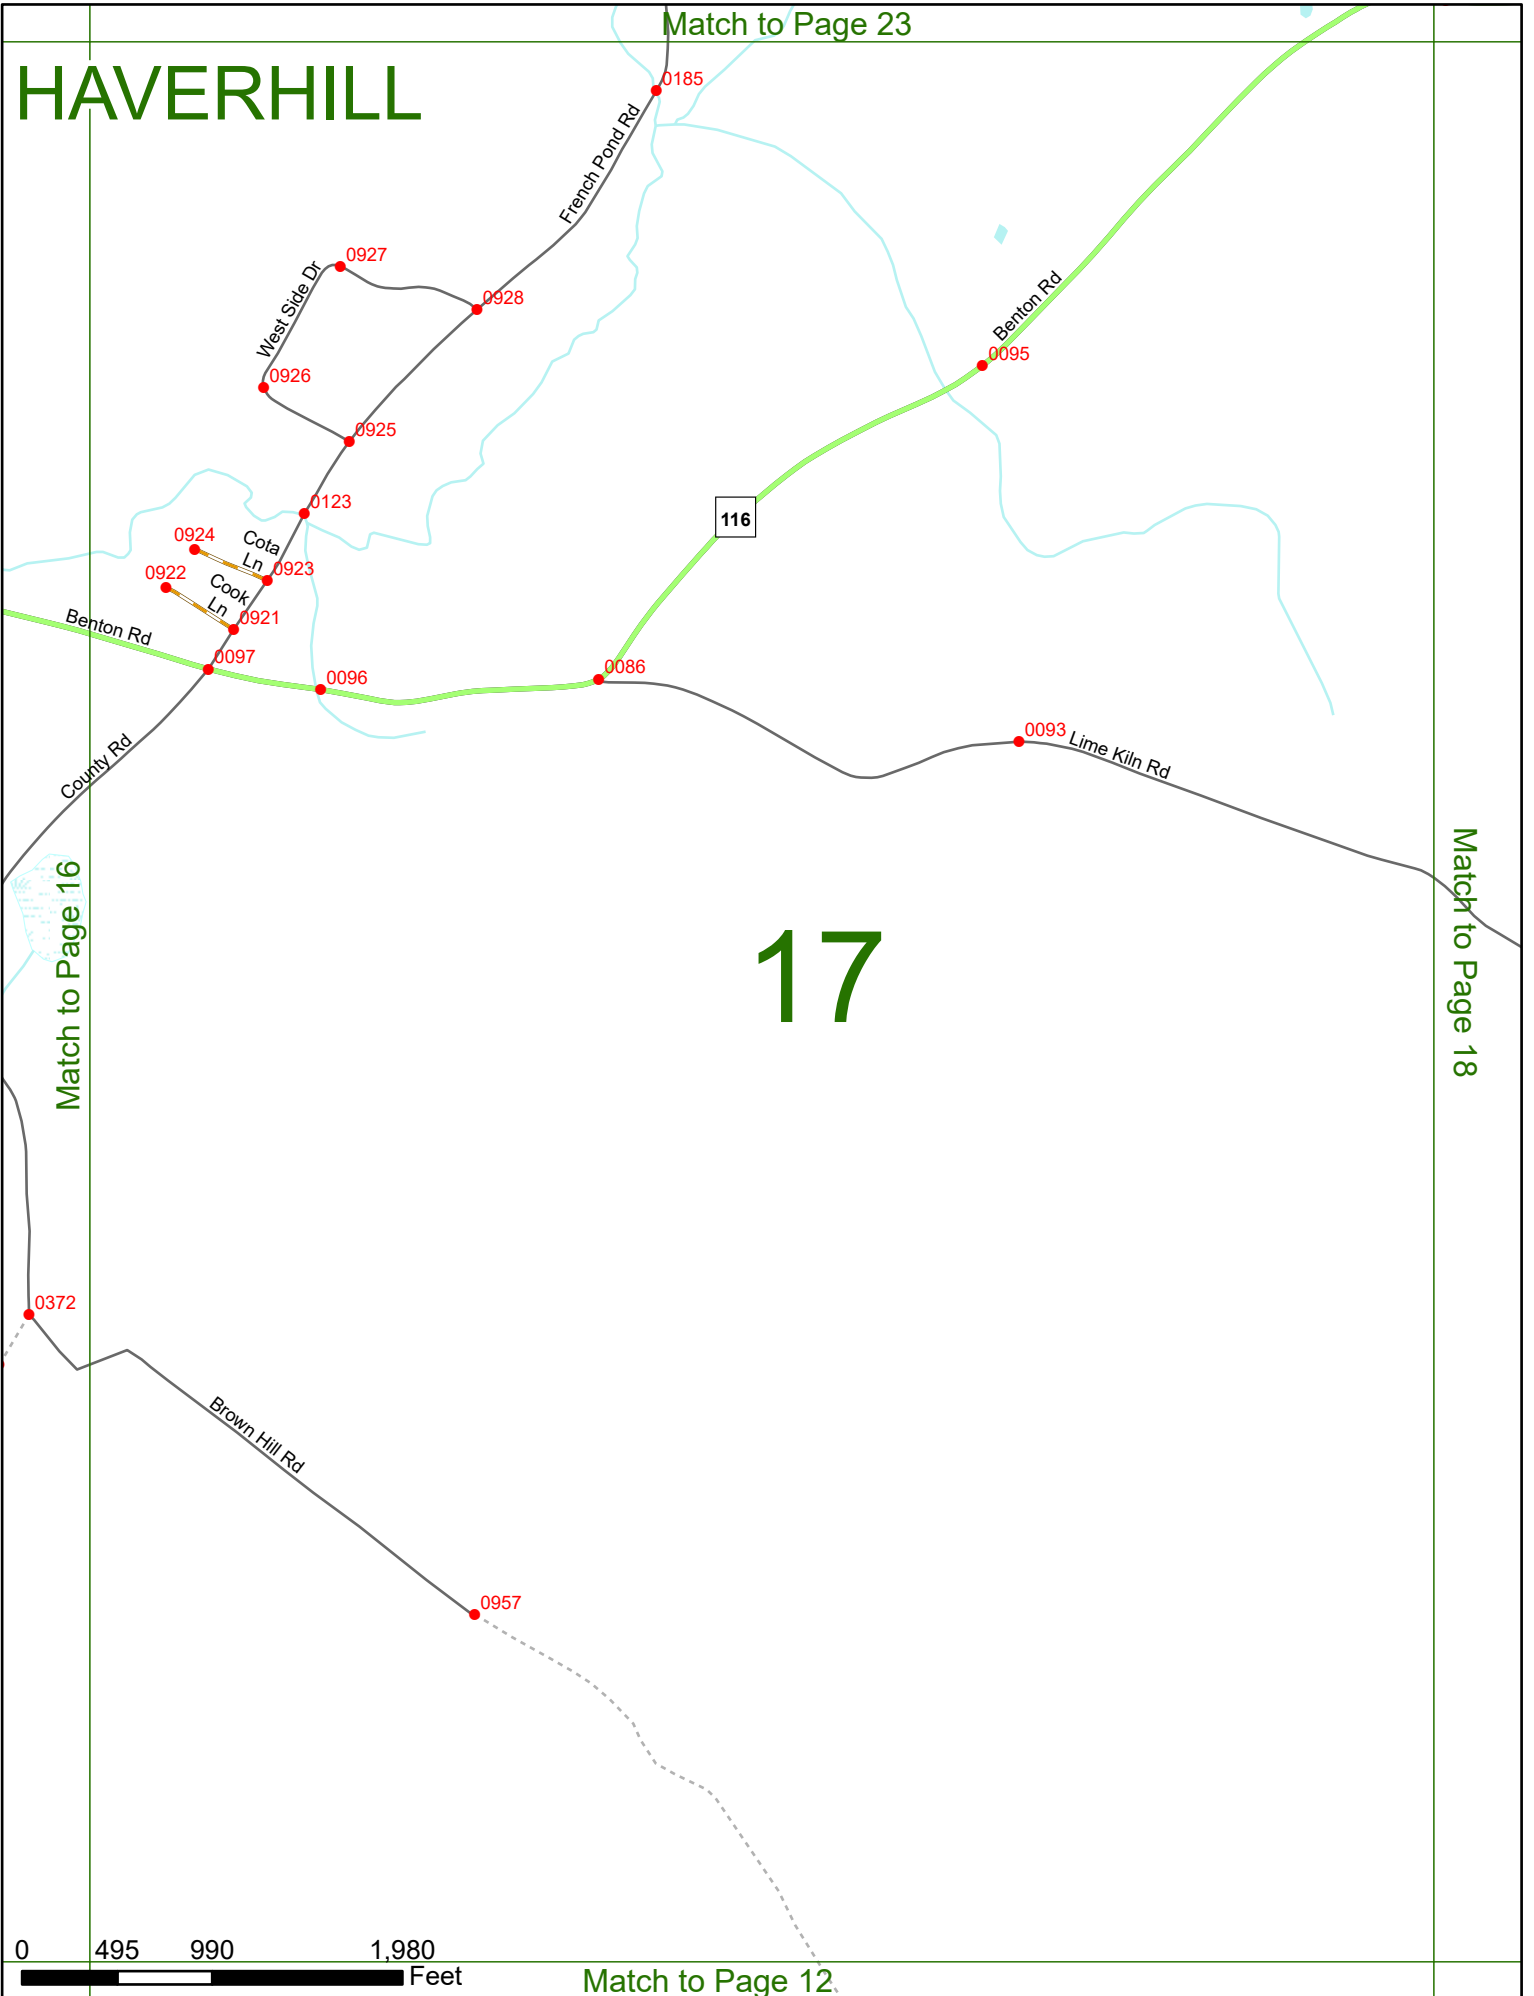 Match to Page 23
HAVERHILL
0185
French Pond Rd
0927
West Side Dr
0928
Benton Rd
0095
0926
0925
0123
116
0924
Cota
Ln
0923
0922
Cook
Ln
0921
Benton Rd
0097
0096
0086
0093
Lime Kiln Rd
County Rd
Match to Page 16
Match to Page 18
17
0372
Brown Hill Rd
0957
0 495 990 1,980
Feet
Match to Page 12